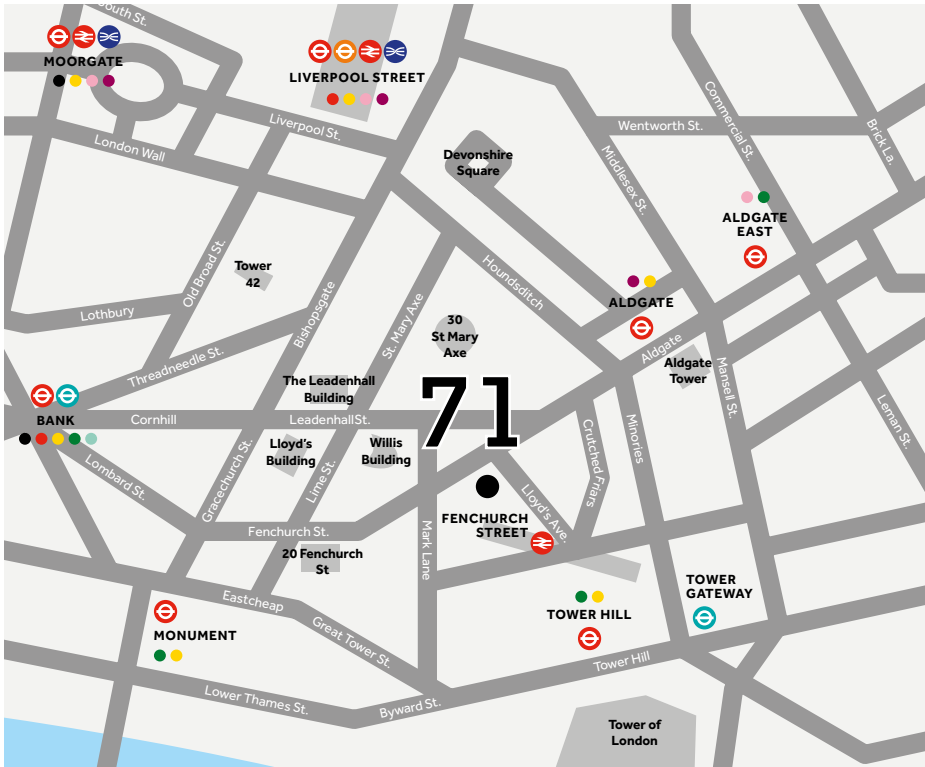 South St.
MOORGATE
LIVERPOOL STREET
Liverpool St.
London Wall
Wentworth St.
Commercial St.
Brick La.
Devonshire
Square
Middlesex St.
ALDGATE
EAST
Tower
42
Old Broad St.
Bishopsgate
Houndsditch
ALDGATE
Lothbury
St. Mary Axe
30
St Mary
Axe
Aldgate
Aldgate
Tower
Mansell St.
Threadneedle St.
The Leadenhall
Building
71
BANK
Cornhill
LeadenhallSt.
Lloyd's
Building
Willis
Building
Crutched Friars
Minories
Leman St.
Lombard St.
Gracechurch St.
Lime St.
Lloyd's Ave.
Fenchurch St.
FENCHURCH
STREET
Mark Lane
20 Fenchurch
St
Eastcheap
TOWER
GATEWAY
TOWER HILL
MONUMENT
Great Tower St.
Tower Hill
Lower Thames St.
Byward St.
Tower of
London